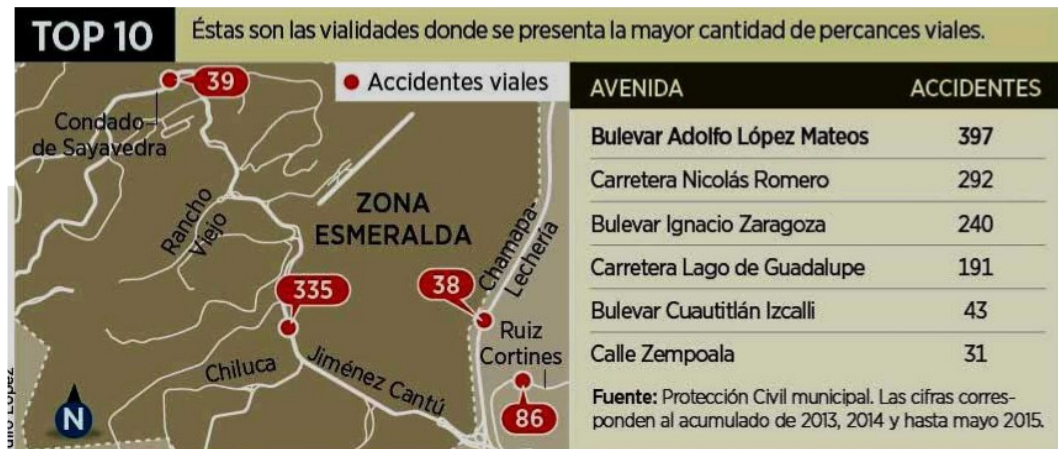 TOP 10
Éstas son las vialidades donde se presenta la mayor cantidad de percances viales.
39
Accidentes viales
Condado
de Sayavedra
Rancho
Viejo
ZONA
ESMERALDA
Chamapa-
Lechería
335
38
Ruiz
Cortines
Chiluca
Jiménez Cantú
86
N
AVENIDA ACCIDENTES
Bulevar Adolfo López Mateos 397
Carretera Nicolás Romero 292
Bulevar Ignacio Zaragoza 240
Carretera Lago de Guadalupe 191
Bulevar Cuautitlán Izcalli 43
Calle Zempoala 31
Fuente: Protección Civil municipal. Las cifras corres-
ponden al acumulado de 2013, 2014 y hasta mayo 2015.
López